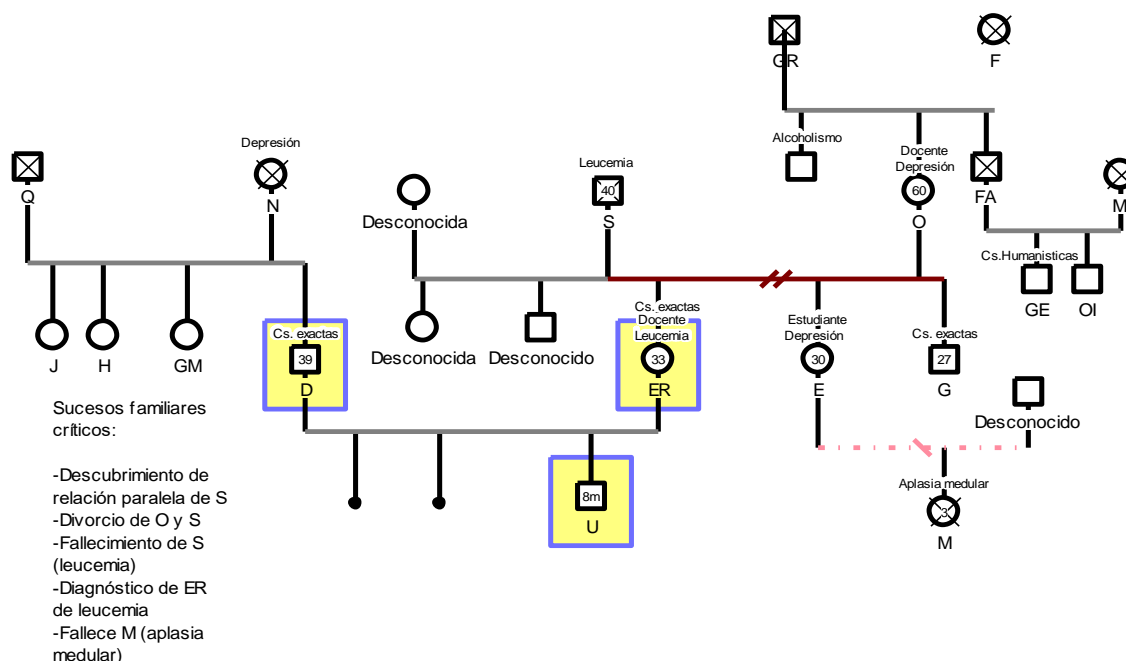 GR
F
Alcoholismo
Docente
Depresión
60
O
FA
M
Depresión
Q
N
Leucemia
40
S
Desconocida
Cs.Humanisticas
GE
OI
J
H
GM
Cs. exactas
39
D
Desconocida
Desconocido
Cs. exactas
Docente
Leucemia
33
ER
Estudiante
Depresión
30
E
Cs. exactas
27
G
Desconocido
8m
U
Aplasia medular
3
M
Sucesos familiares
críticos:
-Descubrimiento de
relación paralela de S
-Divorcio de O y S
-Fallecimiento de S
(leucemia)
-Diagnóstico de ER
de leucemia
-Fallece M (aplasia
medular)